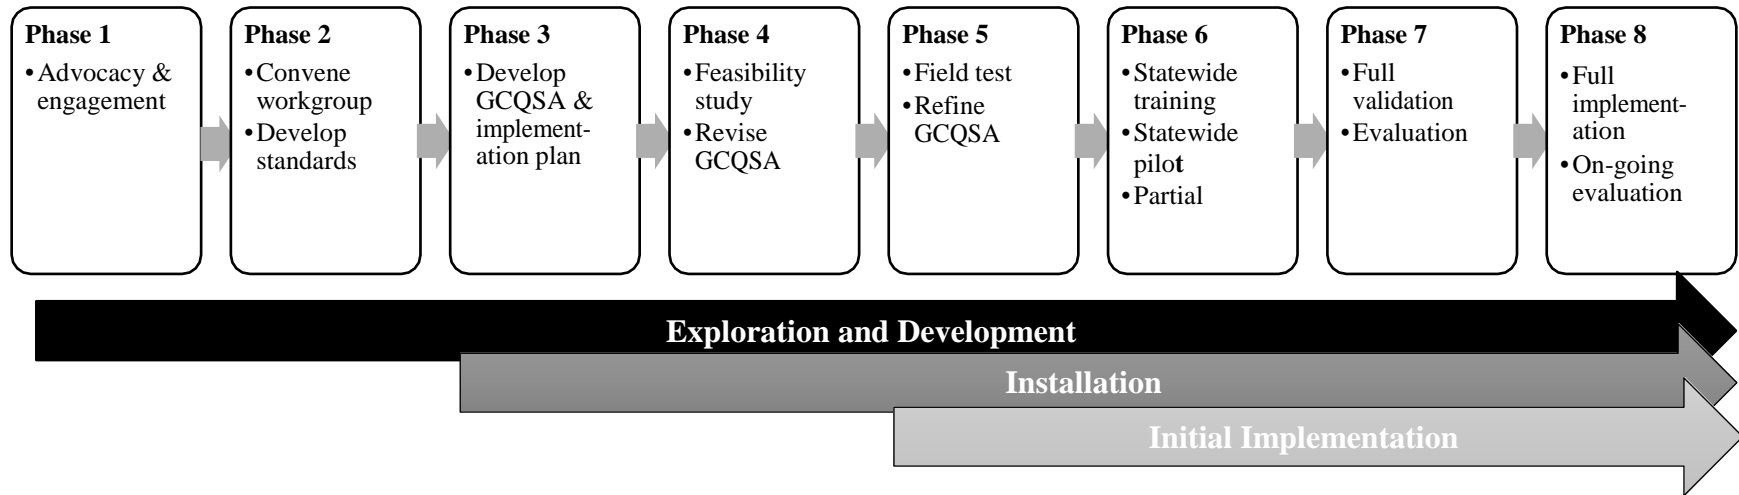 Phase 1
•Advocacy &
engagement
Phase 2
•Convene
workgroup
•Develop
standards
Phase 3
•Develop
GCQSA &
implement-
ation plan
Phase 4
•Feasibility
study
•Revise
GCQSA
Phase 5
•Field test
•Refine
GCQSA
Phase 6
•Statewide
training
•Statewide
pilot
•Partial
Phase 7
•Full
validation
•Evaluation
Phase 8
•Full
implement-
ation
•On-going
evaluation
Exploration and Development
Installation
Initial Implementation